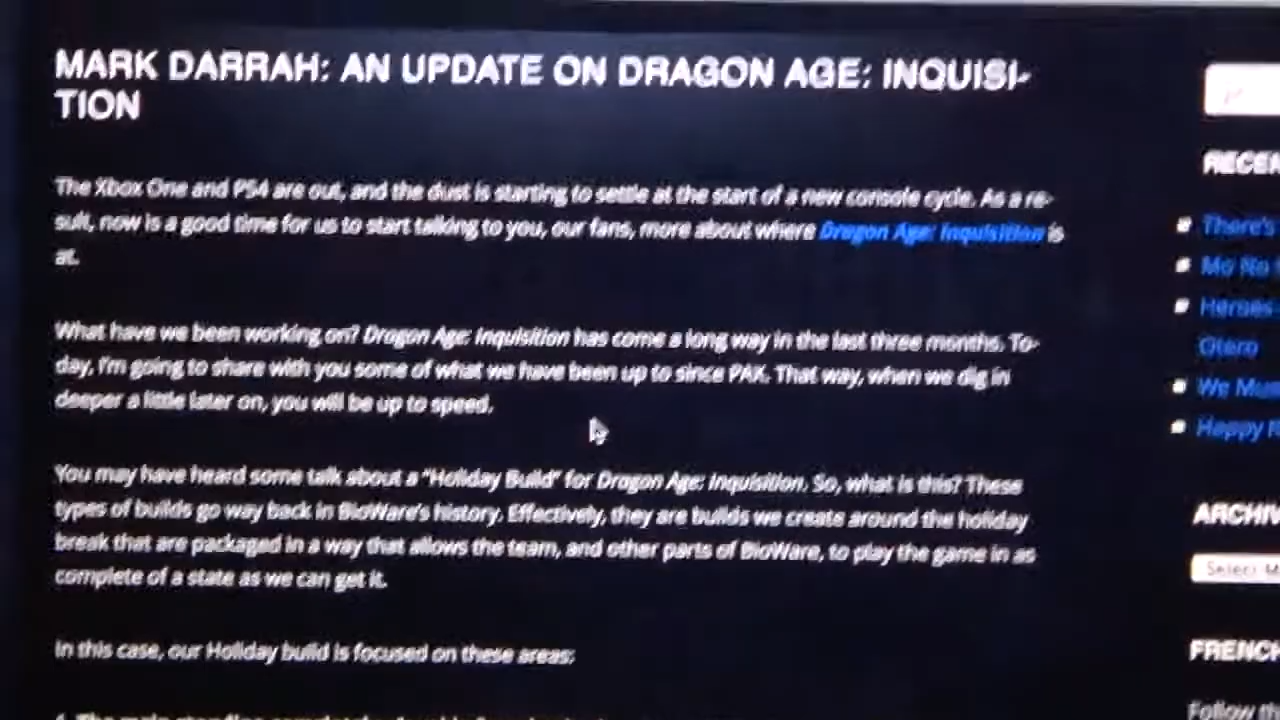 MARK DARRAH: AN UPDATE ON DRAGON AGE: INQUISI-
TION
The Xbox One and PS4 are out, and the dust is starting to settle at the start of a new console cycle. As a re-
sult, now is a good time for us to start talking to you, our fans, more about where Dragon Age: Inquisition is
at.
What have we been working on? Dragon Age: Inquisition has come a long way in the last three months. To-
day, I'm going to share with you some of what we have been up to since PAX. That way, when we dig in
deeper a little later on, you will be up to speed.
You may have heard some talk about a "Holiday Build" for Dragon Age: Inquisition. So, what is this? These
types of builds go way back in BioWare's history. Effectively, they are builds we create around the holiday
break that are packaged in a way that allows the team, and other parts of BioWare, to play the game in as
complete of a state as we can get it.
In this case, our Holiday build is focused on these areas:
RECEN
There's
Mo No
Heroes
Otero
We Mus
Happy
ARCHIV
Select M
FRENCH
Follow th